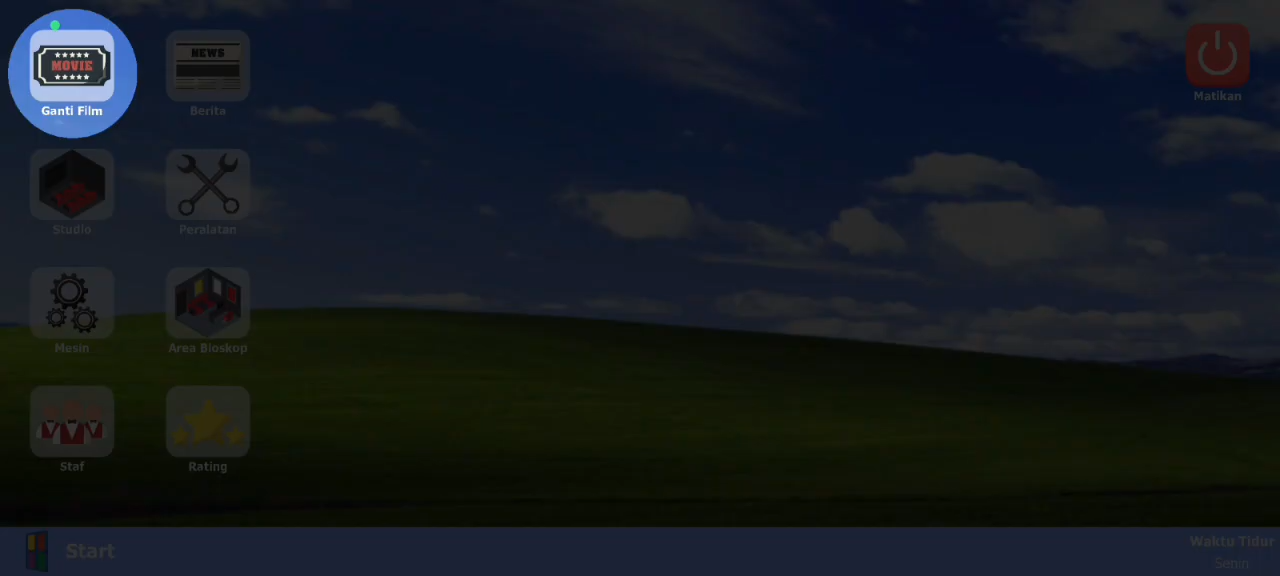 MOVIE
Ganti Film
NEWS
Berita
Matikan
Studio
Peralatan
Mesin
Area Bioskop
Staf
Rating
Start
Waktu Tidur
Senin